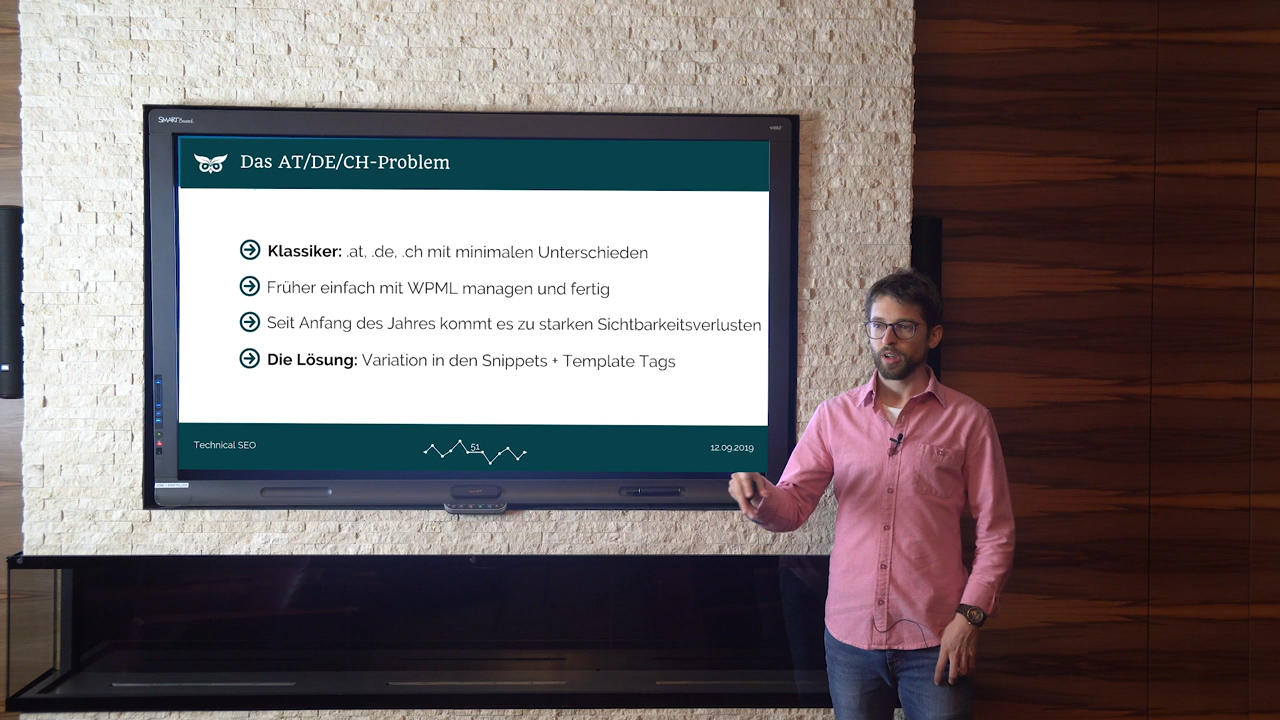 SMART Board
Das AT/DE/CH-Problem
Klassiker: .at, .de, .ch mit minimalen Unterschieden
Früher einfach mit WPML managen und fertig
Seit Anfang des Jahres kommt es zu starken Sichtbarkeitsverlusten
Die Lösung: Variation in den Snippets + Template Tags
Technical SEO
51
12.09.2019